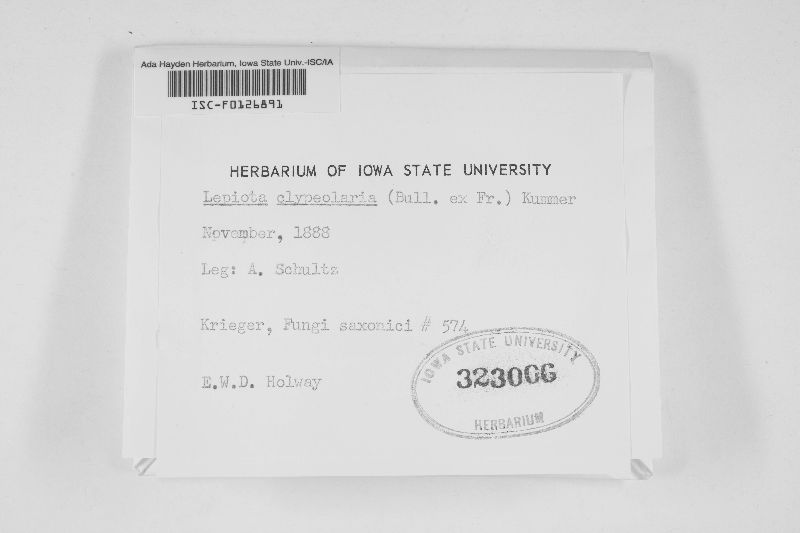 Ada Hayden Herbarium, Iowa State Univ.-ISC/IA
ISC-F0126891
HERBARIUM OF IOWA STATE UNIVERSITY
Lepiota clypeolaria (Bull. ex Fr.) Kummer
November, 1888
Leg: A. Schultz
Krieger, Fungi saxonici # 574
E.W.D. Holway
IOWA STATE UNIVERSITY
323066
HERBARIUM